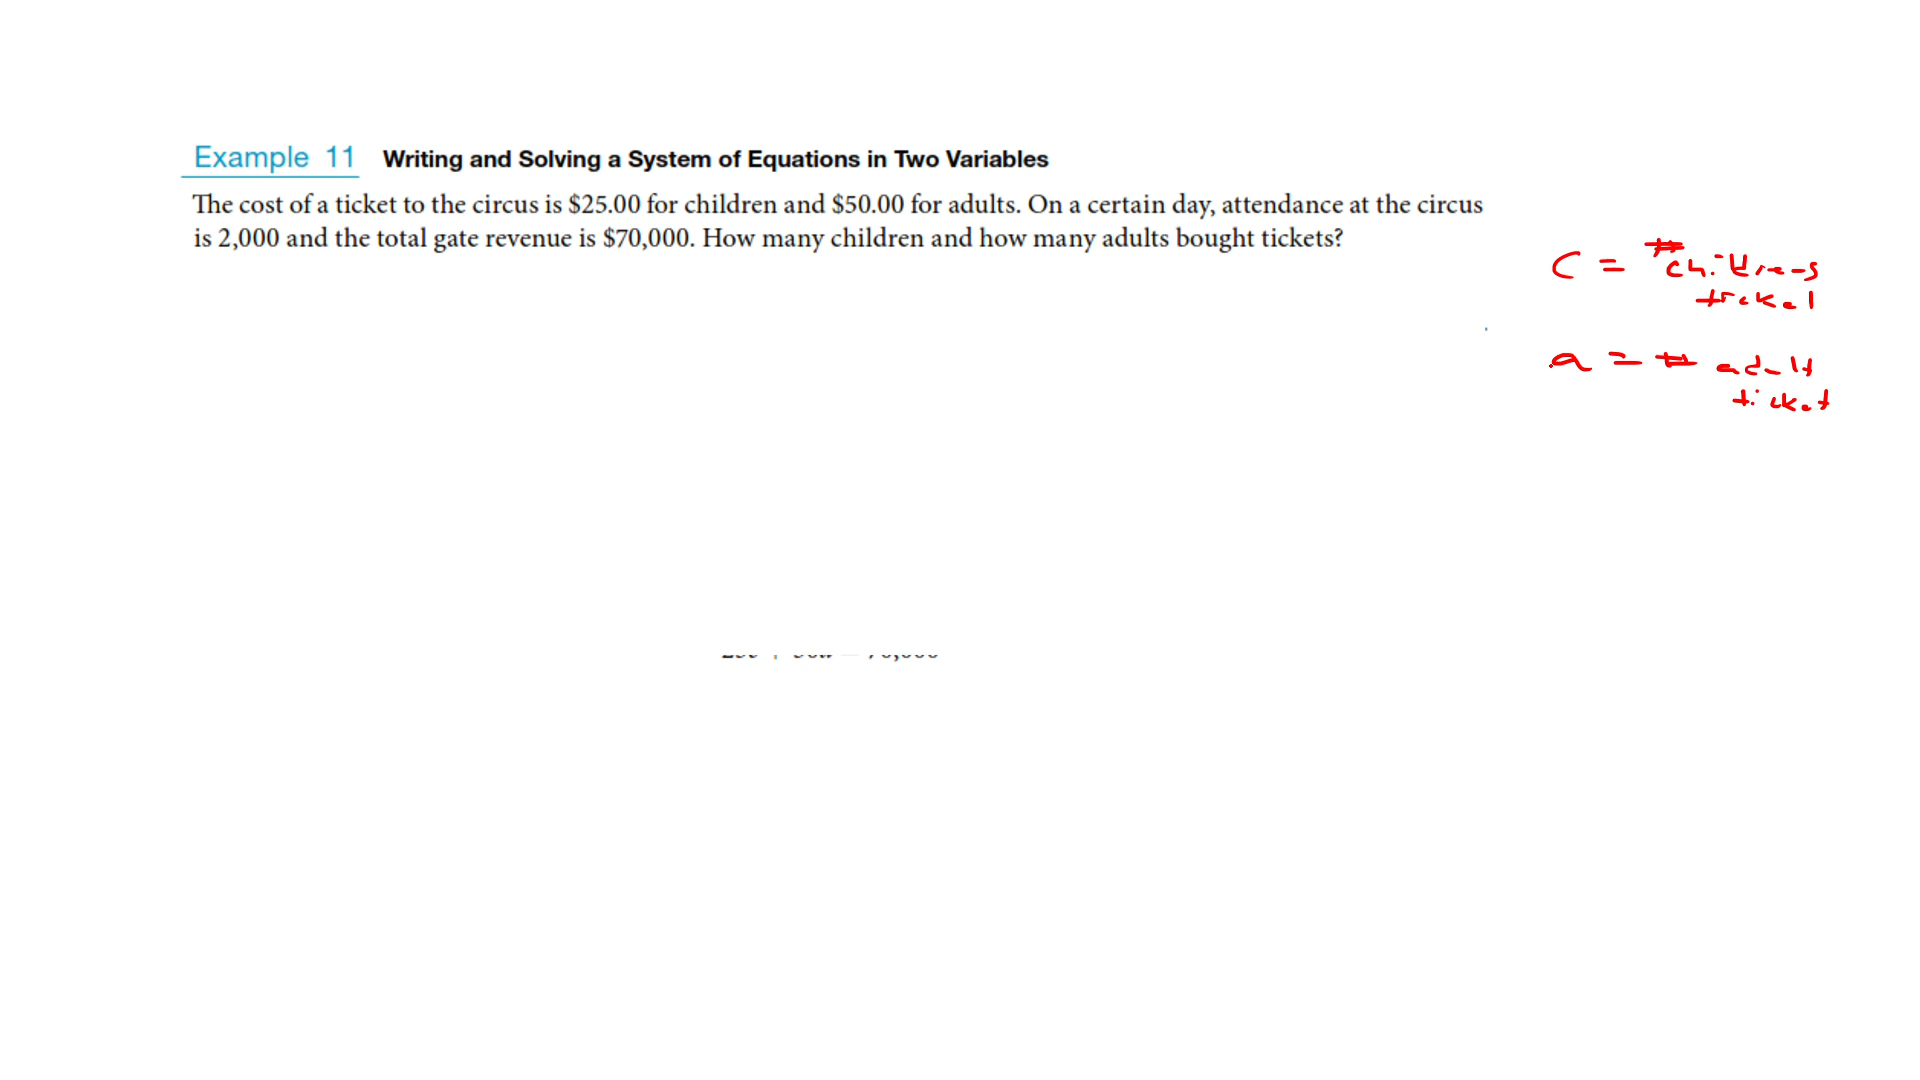 Example 11 Writing and Solving a System of Equations in Two Variables
The cost of a ticket to the circus is $25.00 for children and $50.00 for adults. On a certain day, attendance at the circus
is 2,000 and the total gate revenue is $70,000. How many children and how many adults bought tickets?
C = # childrens
ticket
a = # adult
ticket